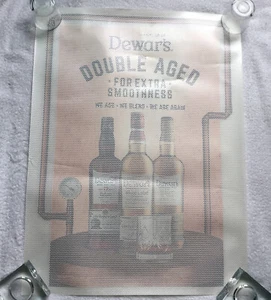 Dewar's
DOUBLE AGED
· FOR EXTRA ·
SMOOTHNESS
WE AGE · WE BLEND · WE AGE AGAIN